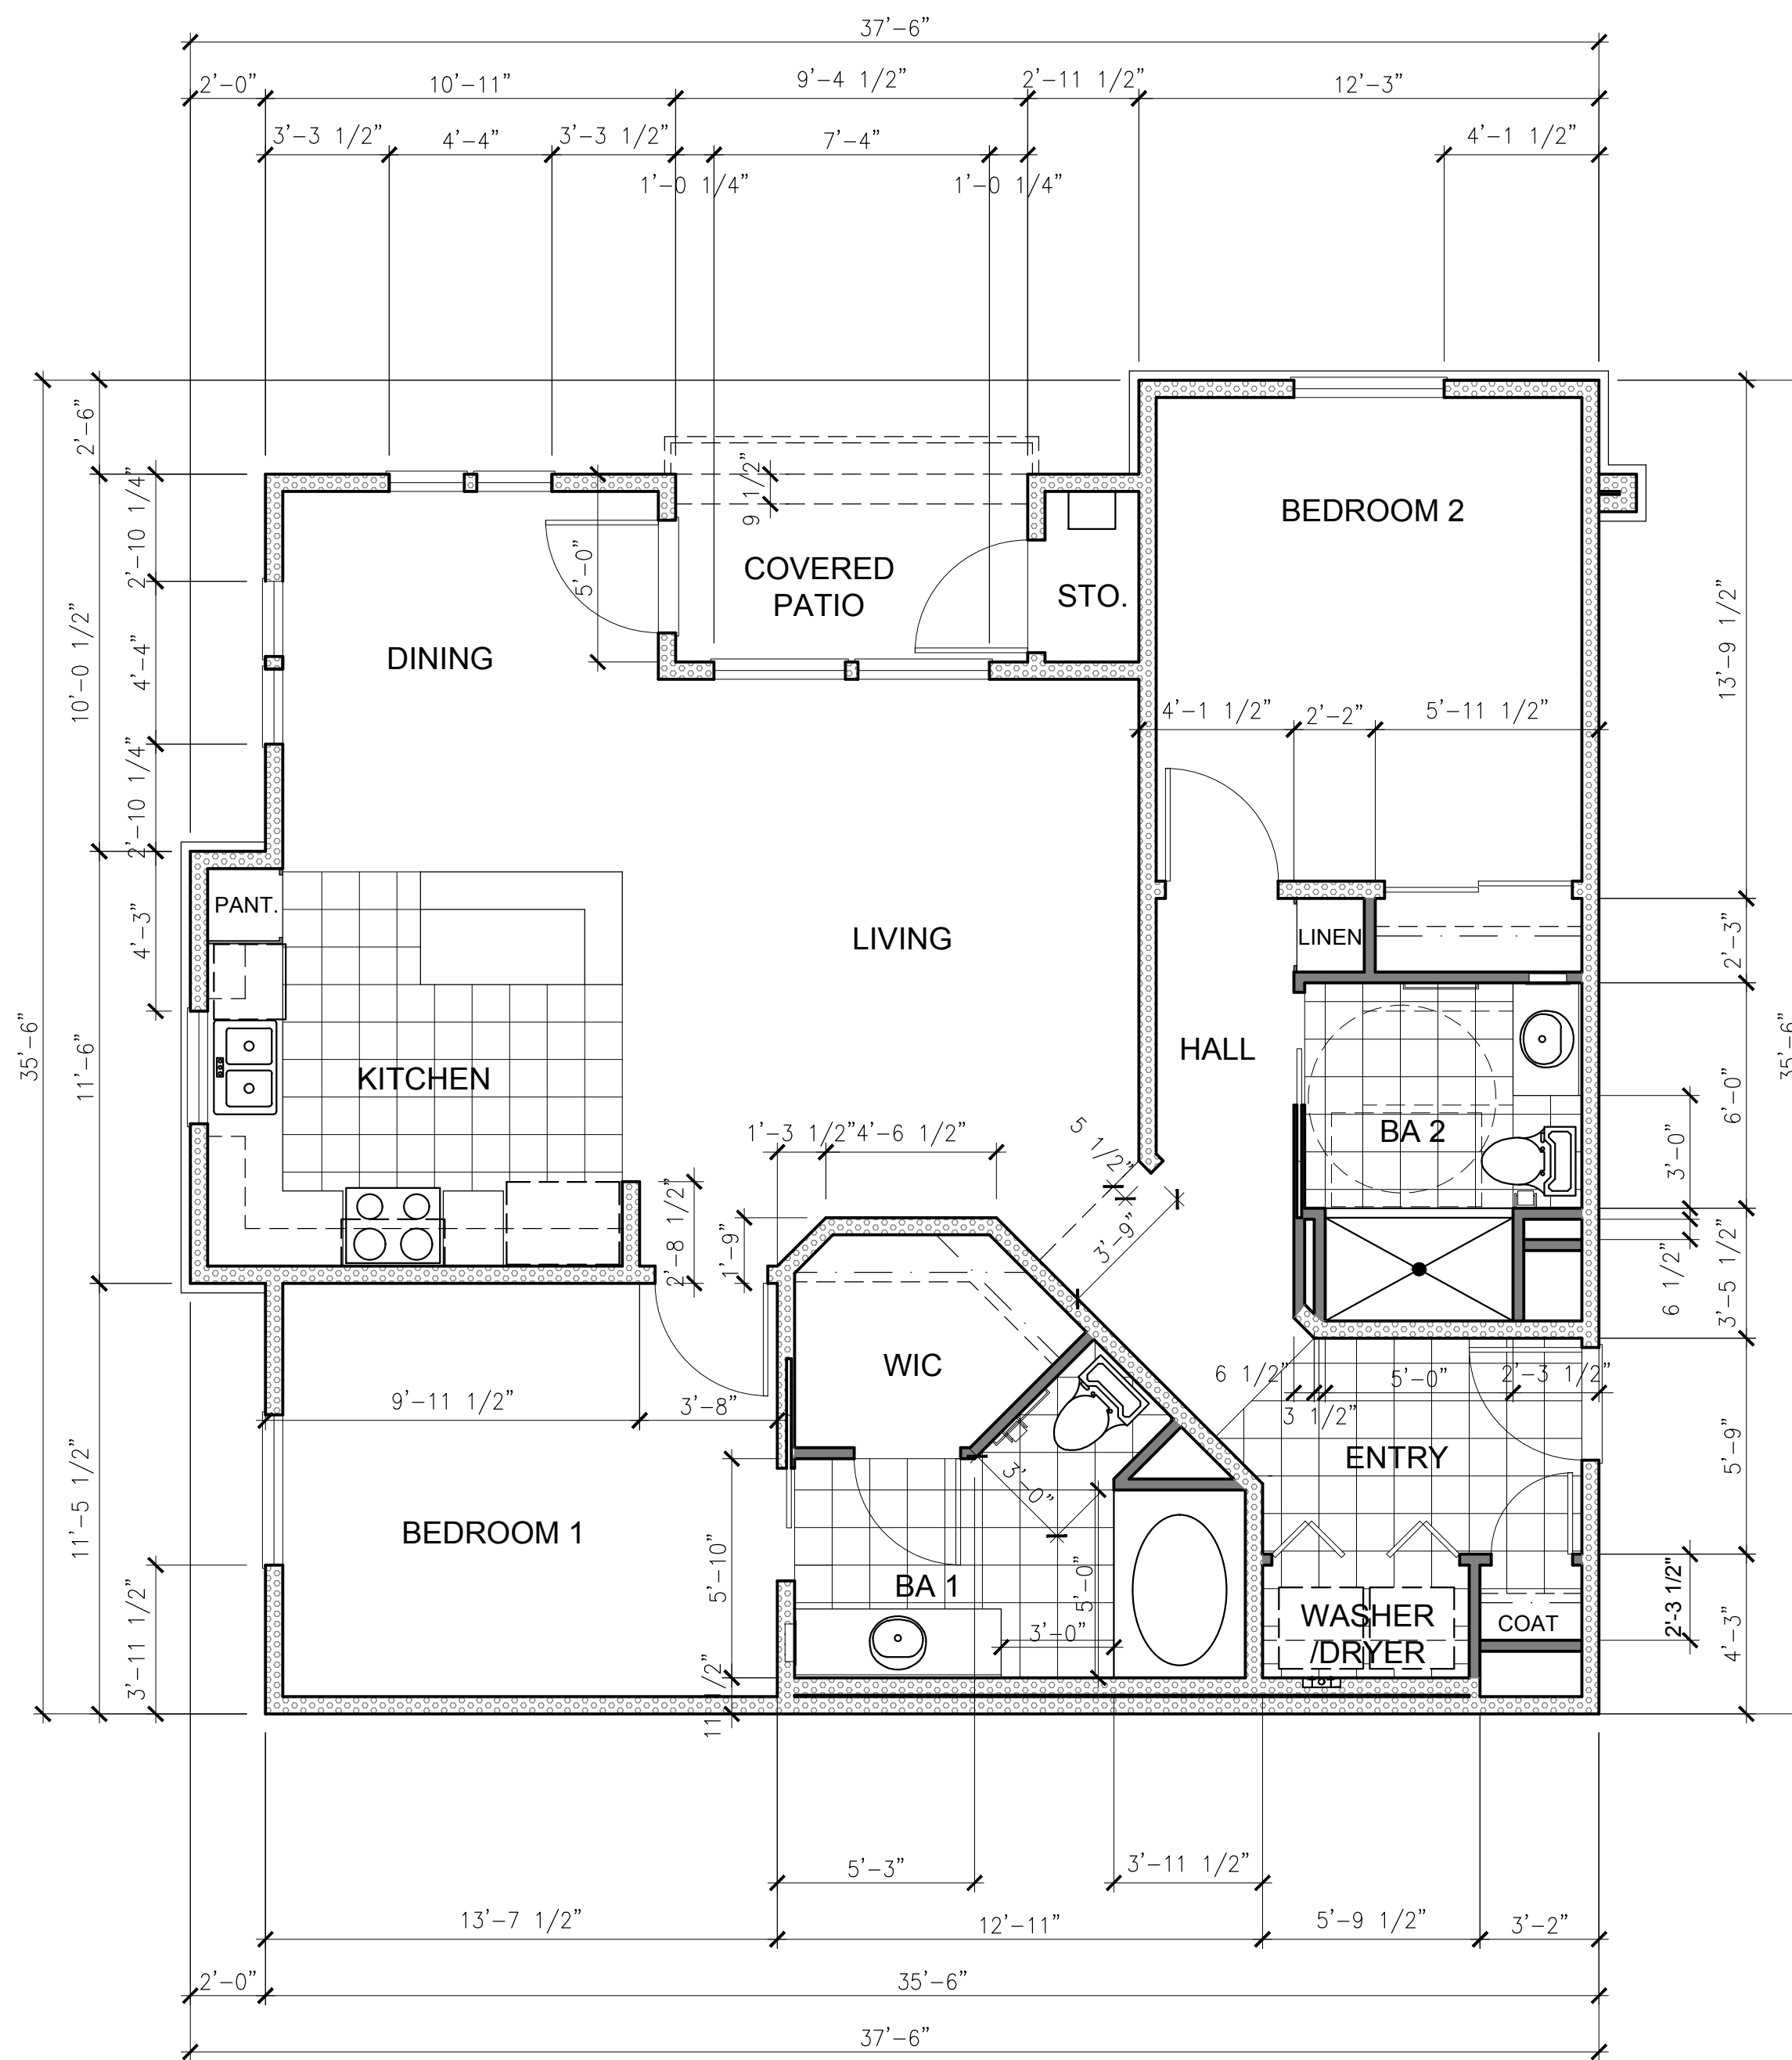 37'-6"
2'-0" 10'-11" 9'-4 1/2" 2'-11 1/2" 12'-3"
3'-3 1/2" 4'-4" 3'-3 1/2" 7'-4" 4'-1 1/2"
1'-0 1/4" 1'-0 1/4"
2'-6"
2'-10 1/4"
10'-0 1/2"
4'-4"
2'-10 1/4"
4'-3"
35'-6"
11'-6"
11'-5 1/2"
3'-11 1/2"
9 1/2"
5'-0"
COVERED
PATIO
STO.
BEDROOM 2
DINING
13'-9 1/2"
4'-1 1/2" 2'-2" 5'-11 1/2"
PANT.
LIVING
LINEN
2'-3"
HALL
KITCHEN
35'-6"
6'-0"
BA 2
3'-0"
1'-3 1/2" 4'-6 1/2"
5 1/2"
3'-9"
2'-8 1/2"
1'-9"
6 1/2"
3'-5 1/2"
WIC
9'-11 1/2" 3'-8"
6 1/2" 5'-0" 2'-3 1/2"
3 1/2"
ENTRY
5'-9"
3'-0"
BEDROOM 1
5'-10"
BA 1
5'-0"
3'-0"
WASHER
/DRYER
COAT
2'-3 1/2"
4'-3"
11 1/2"
5'-3" 3'-11 1/2"
13'-7 1/2" 12'-11" 5'-9 1/2" 3'-2"
2'-0" 35'-6"
37'-6"